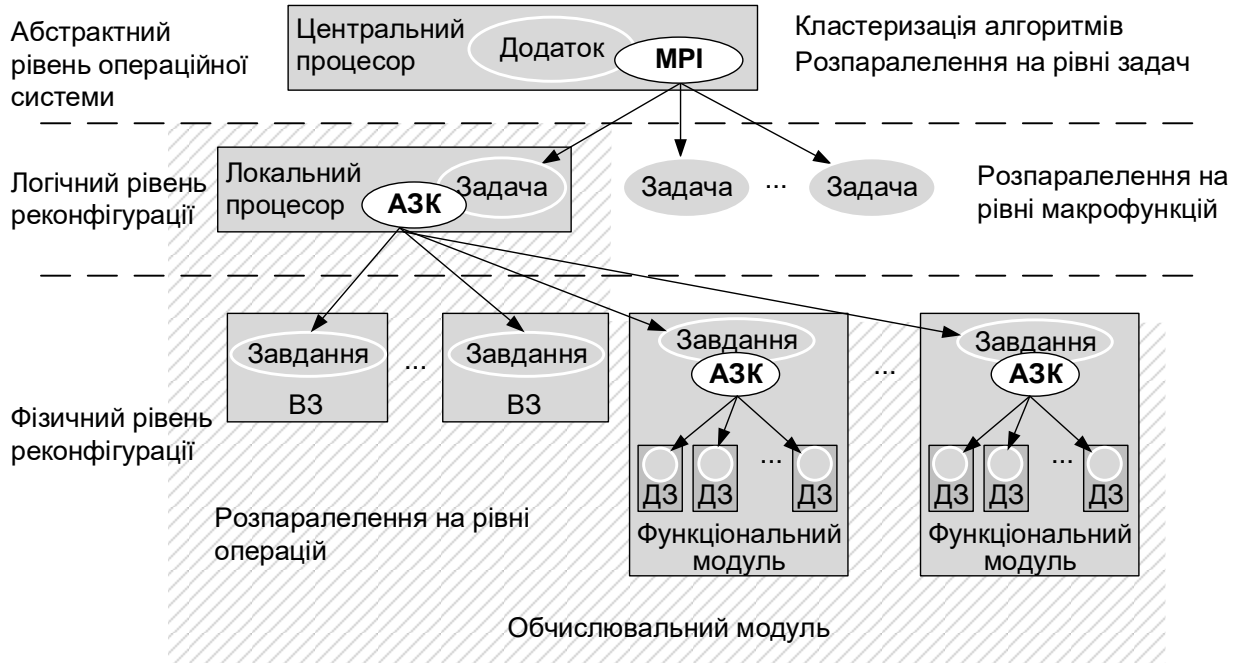 Абстрактний
рівень операційної
системи
Центральний
процесор
Додаток
MPI
Кластеризація алгоритмів
Розпаралелення на рівні задач
Логічний рівень
реконфігурації
Локальний
процесор
Задача
АЗК
Задача
...
Задача
Розпаралелення на
рівні макрофункцій
Фізичний рівень
реконфігурації
Завдання
ВЗ
...
Завдання
ВЗ
Завдання
АЗК
...
ДЗ
ДЗ
ДЗ
Функціональний
модуль
...
Завдання
АЗК
...
ДЗ
ДЗ
ДЗ
Функціональний
модуль
Розпаралелення на рівні
операцій
Обчислювальний модуль